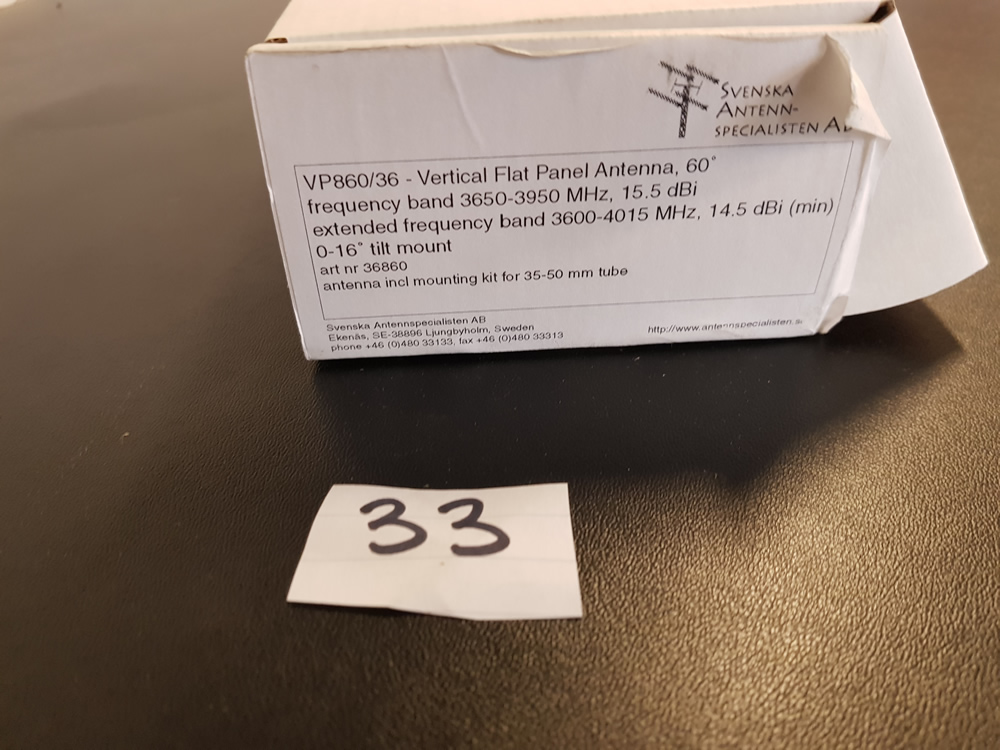 SVENSKA
ANTENN-
SPECIALISTEN AB
VP860/36 - Vertical Flat Panel Antenna, 60°
frequency band 3650-3950 MHz, 15.5 dBi
extended frequency band 3600-4015 MHz, 14.5 dBi (min)
0-16° tilt mount
art nr 36860
antenna incl mounting kit for 35-50 mm tube
Svenska Antennspecialisten AB
Ekenäs, SE-38896 Ljungbyholm, Sweden
phone +46 (0)480 33133, fax +46 (0)480 33313
http://www.antennspecialisten.s
33